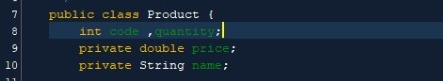 7 public class Product {
8 int code ,quantity;
9 private double price;
10 private String name;